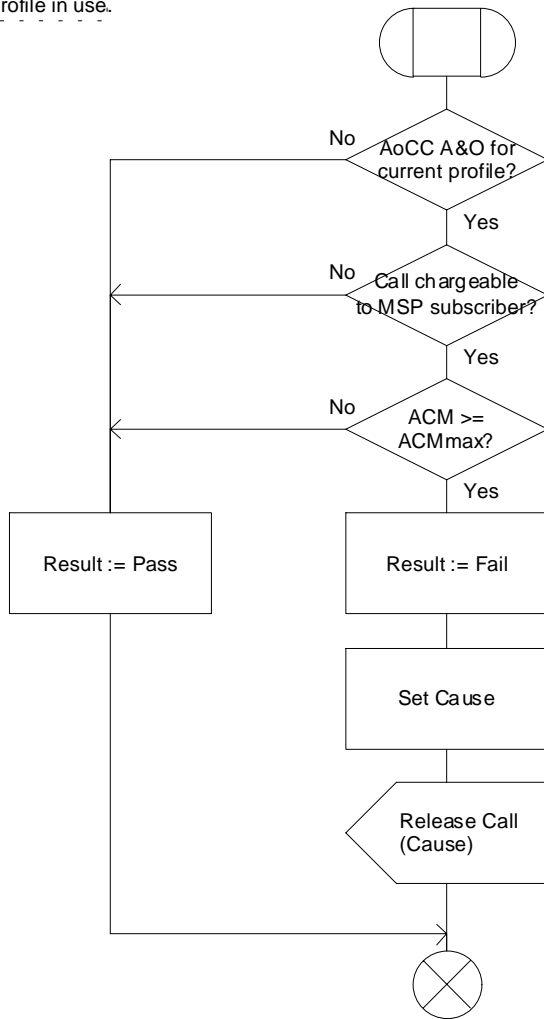 rofile in use.
No
AoCC A&O for
current profile?
Yes
No
Call chargeable
to MSP subscriber?
Yes
No
ACM >=
ACMmax?
Yes
Result := Pass
Result := Fail
Set Cause
Release Call
(Cause)